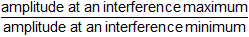 amplitude at an interference maximum
amplitude at an interference minimum